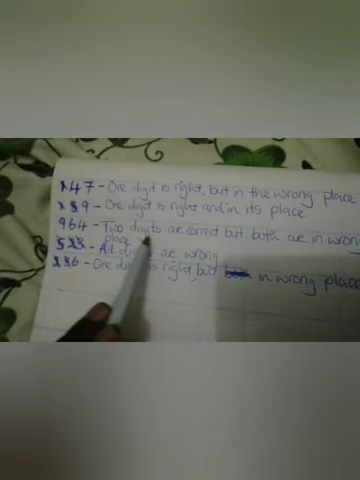 147 - One digit is right, but in the wrong place
189 - One digit is right and in its place
964 - Two digits are correct but both are in wrong
place
523 - All digits are wrong
286 - One digit is right, but in wrong place